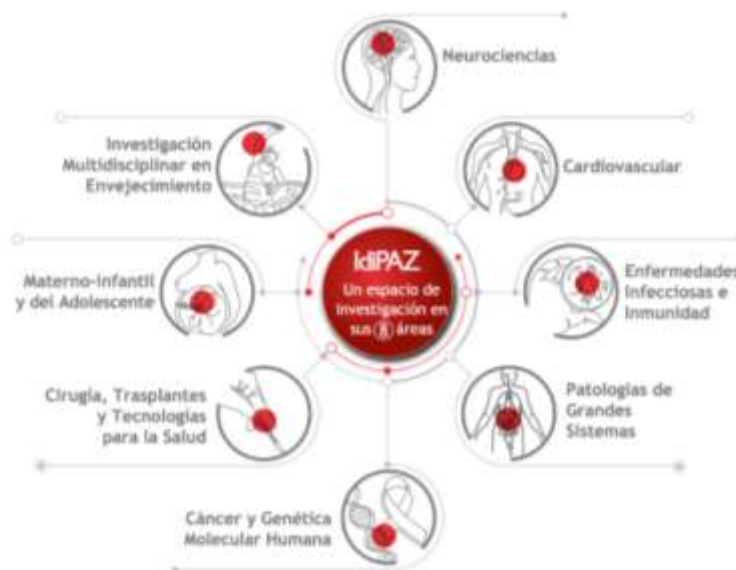 Neurociencias
Investigación
Multidisciplinar en
Envejecimiento
Cardiovascular
IdiPAZ
Un espacio de
investigación en
sus 8 áreas
Materno-Infantil
y del Adolescente
Enfermedades
Infecciosas e
Inmunidad
Cirugía, Trasplantes
y Tecnologías
para la Salud
Patologías de
Grandes
Sistemas
Cáncer y Genética
Molecular Humana